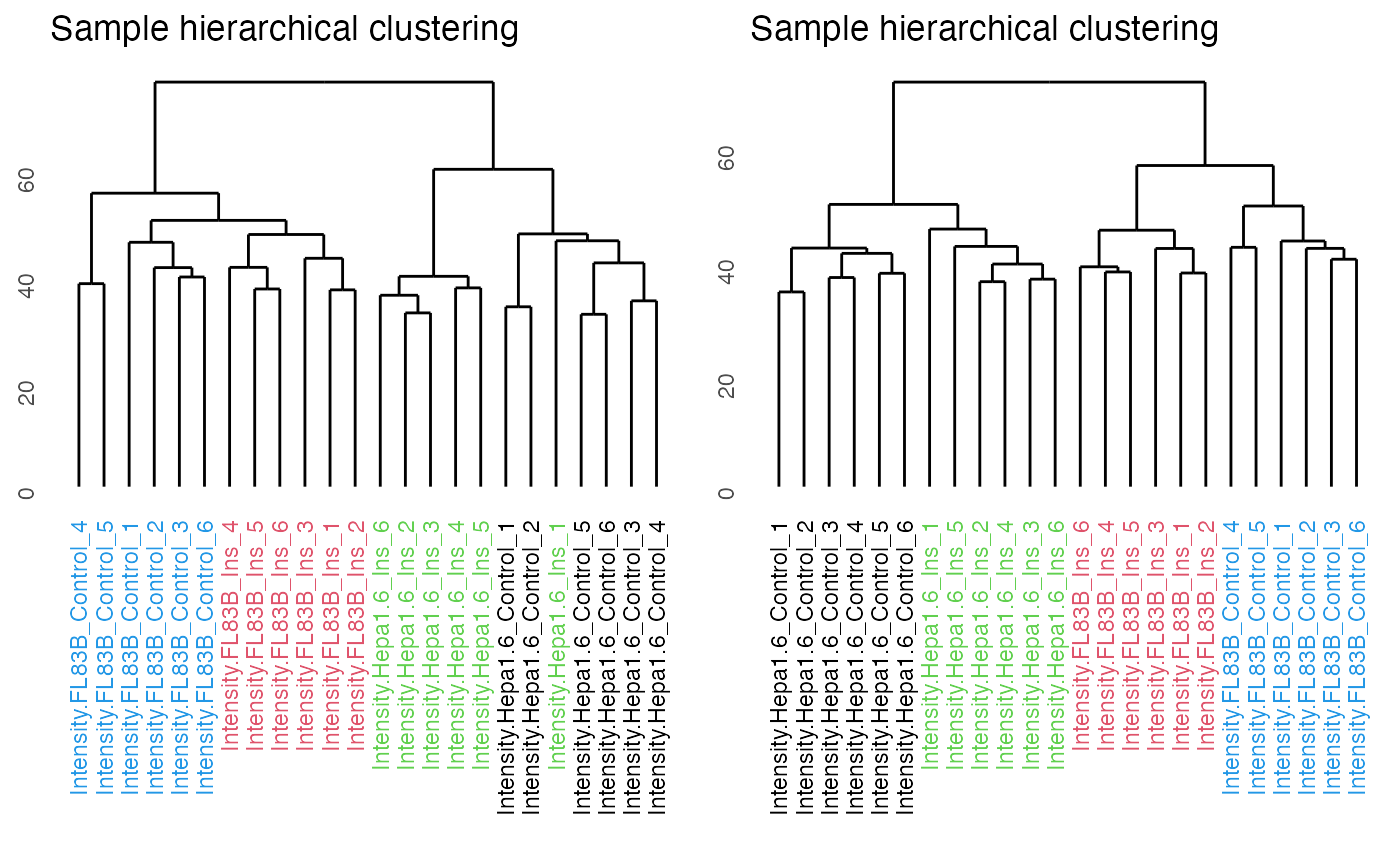 Sample hierarchical clustering
60
40
20
0
Intensity.FL83B_Control_4
Intensity.FL83B_Control_5
Intensity.FL83B_Control_1
Intensity.FL83B_Control_2
Intensity.FL83B_Control_3
Intensity.FL83B_Control_6
Intensity.FL83B_Ins_4
Intensity.FL83B_Ins_5
Intensity.FL83B_Ins_6
Intensity.FL83B_Ins_3
Intensity.FL83B_Ins_1
Intensity.FL83B_Ins_2
Intensity.Hepa1.6_Ins_6
Intensity.Hepa1.6_Ins_2
Intensity.Hepa1.6_Ins_3
Intensity.Hepa1.6_Ins_4
Intensity.Hepa1.6_Ins_5
Intensity.Hepa1.6_Control_1
Intensity.Hepa1.6_Control_2
Intensity.Hepa1.6_Ins_1
Intensity.Hepa1.6_Control_5
Intensity.Hepa1.6_Control_6
Intensity.Hepa1.6_Control_3
Intensity.Hepa1.6_Control_4
Sample hierarchical clustering
60
40
20
0
Intensity.Hepa1.6_Control_1
Intensity.Hepa1.6_Control_2
Intensity.Hepa1.6_Control_3
Intensity.Hepa1.6_Control_4
Intensity.Hepa1.6_Control_5
Intensity.Hepa1.6_Control_6
Intensity.Hepa1.6_Ins_1
Intensity.Hepa1.6_Ins_5
Intensity.Hepa1.6_Ins_2
Intensity.Hepa1.6_Ins_4
Intensity.Hepa1.6_Ins_3
Intensity.Hepa1.6_Ins_6
Intensity.FL83B_Ins_6
Intensity.FL83B_Ins_4
Intensity.FL83B_Ins_5
Intensity.FL83B_Ins_3
Intensity.FL83B_Ins_1
Intensity.FL83B_Ins_2
Intensity.FL83B_Control_4
Intensity.FL83B_Control_5
Intensity.FL83B_Control_1
Intensity.FL83B_Control_2
Intensity.FL83B_Control_3
Intensity.FL83B_Control_6